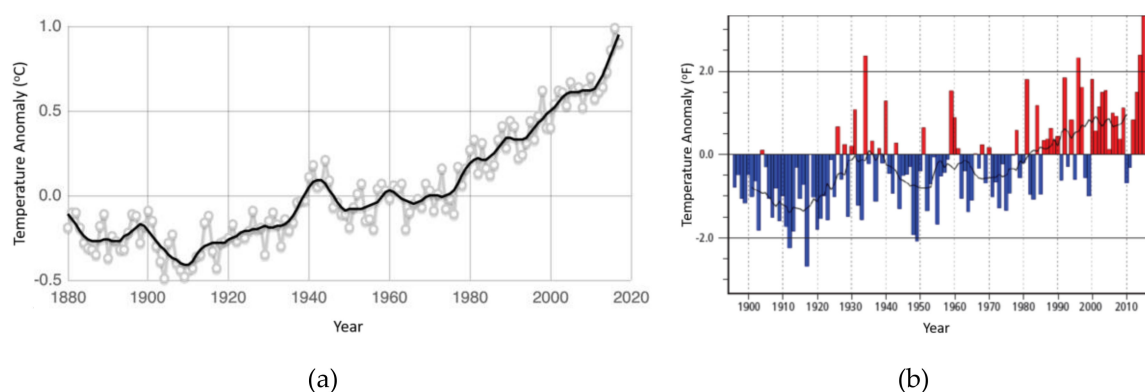 1.0
0.5
0.0
-0.5
Temperature Anomaly (°C)
1880 1900 1920 1940 1960 1980 2000 2020
Year
(a)
2.0
0.0
-2.0
Temperature Anomaly (°F)
1900 1910 1920 1930 1940 1950 1960 1970 1980 1990 2000 2010
Year
(b)